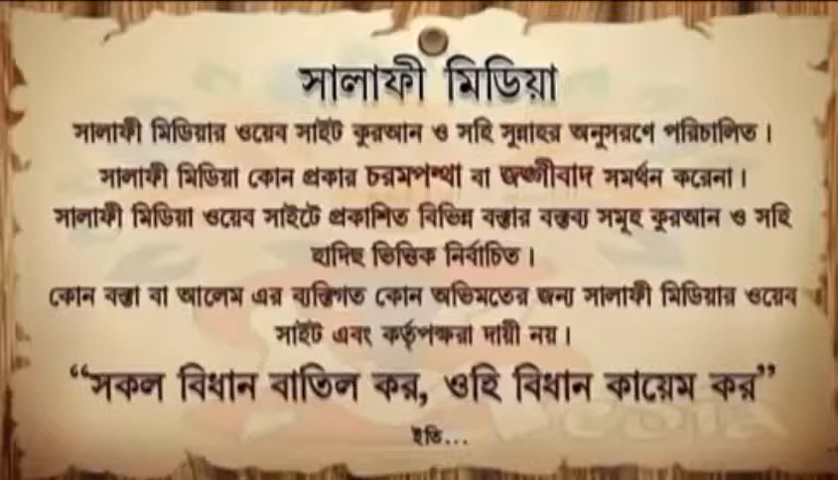 সালাফী মিডিয়া
সালাফী মিডিয়ার ওয়েব সাইট কুরআন ও সহি সুন্নাহর অনুসরণে পরিচালিত।
সালাফী মিডিয়া কোন প্রকার চরমপন্থা বা জঙ্গীবাদ সমর্থন করেনা।
সালাফী মিডিয়া ওয়েব সাইটে প্রকাশিত বিভিন্ন বক্তার বক্তব্য সমূহ কুরআন ও সহি
হাদিছ ভিত্তিক নির্বাচিত।
কোন বক্তা বা আলেম এর ব্যক্তিগত কোন অভিমতের জন্য সালাফী মিডিয়ার ওয়েব
সাইট এবং কর্তৃপক্ষরা দায়ী নয়।
“সকল বিধান বাতিল কর, ওহি বিধান কায়েম কর”
ইতি...